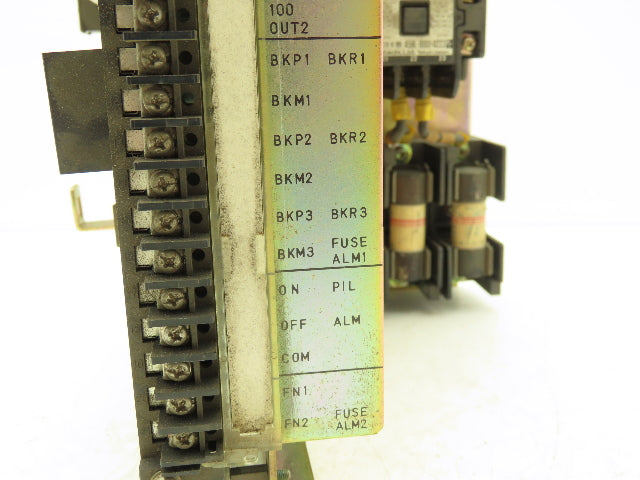 100
OUT2
BKP1 BKR1
BKM1
BKP2 BKR2
BKM2
BKP3 BKR3
BKM3 FUSE ALM1
ON PIL
OFF ALM
COM
FN1
FN2 FUSE ALM2